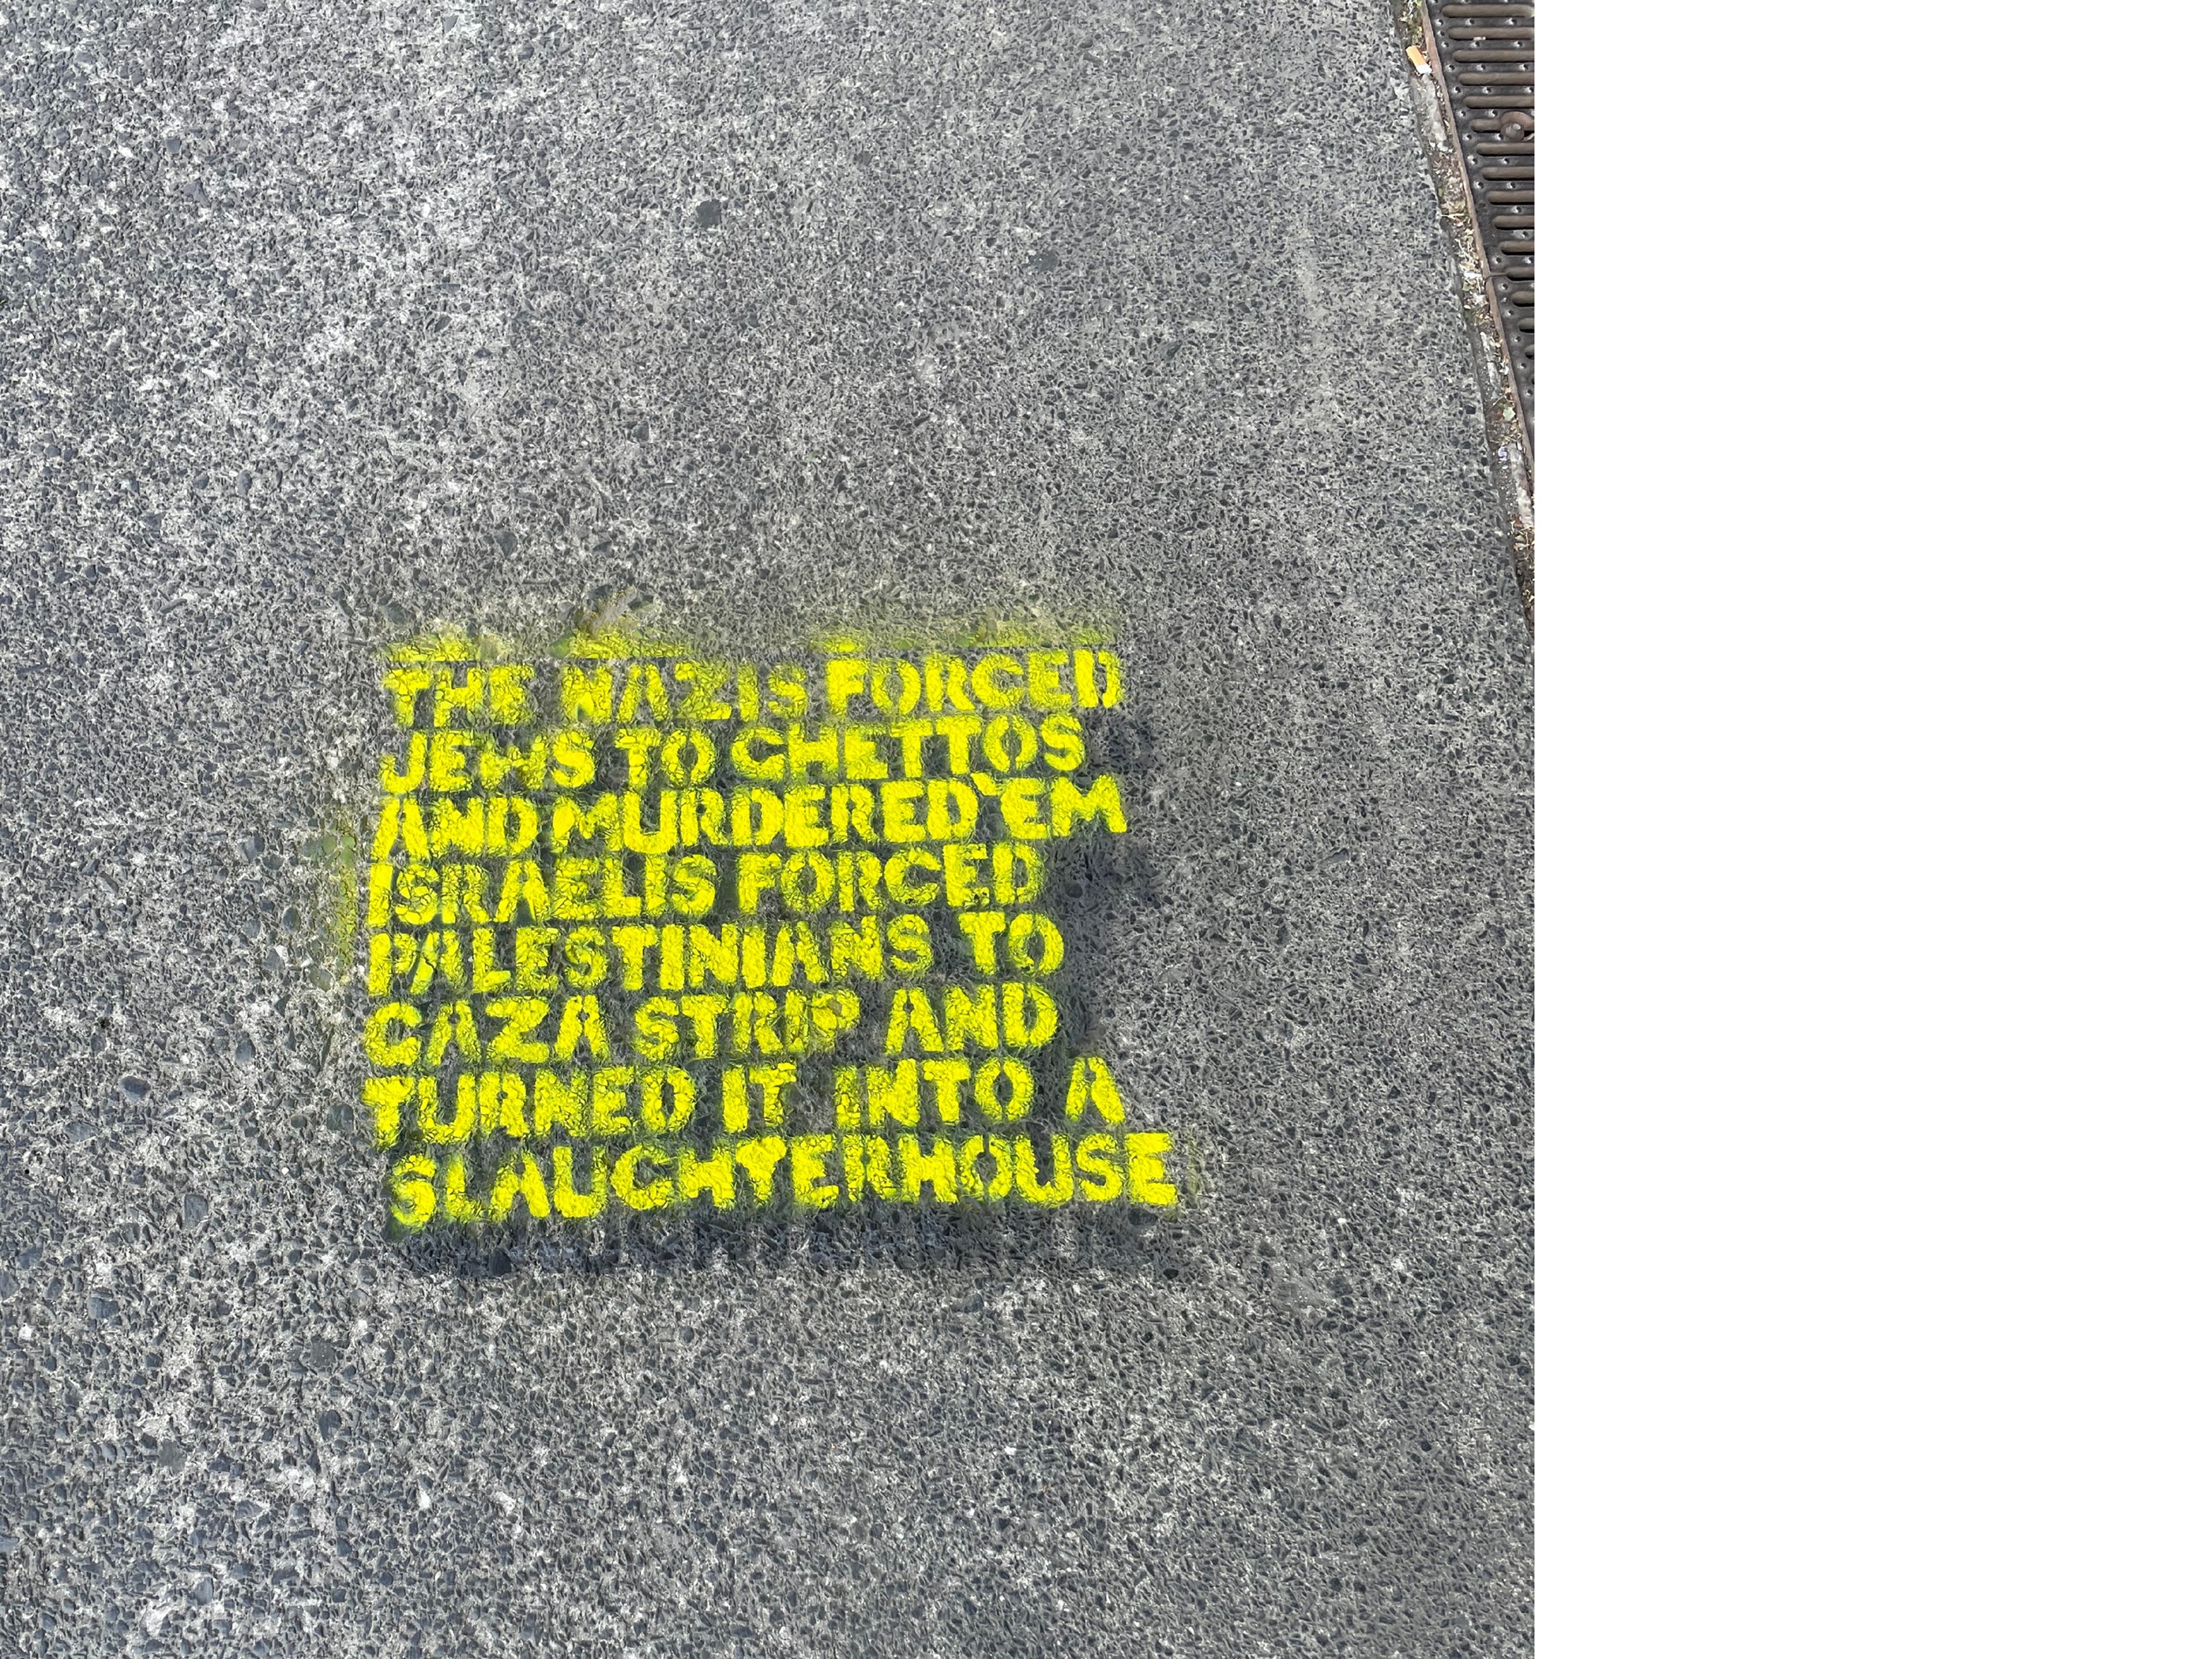 THE NAZIS FORCED
JEWS TO GHETTOS
AND MURDERED 'EM
ISRAELIS FORCED
PALESTINIANS TO
GAZA STRIP AND
TURNED IT INTO A
SLAUGHTERHOUSE